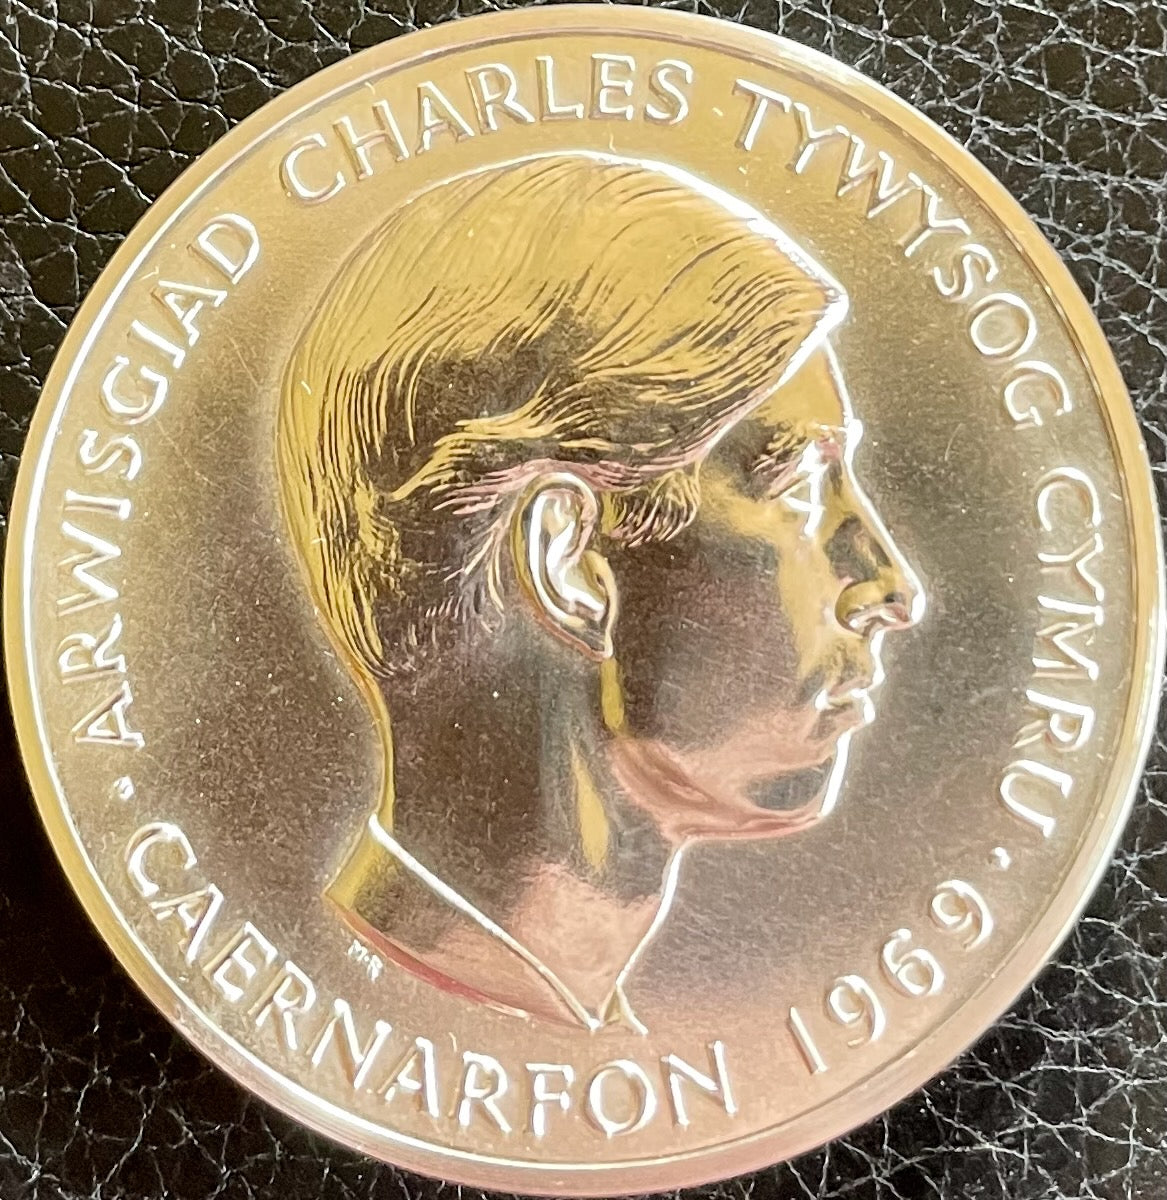 · ARWISGIAD CHARLES TYWYSOG CYMRU ·
CAERNARFON 1969
M·R